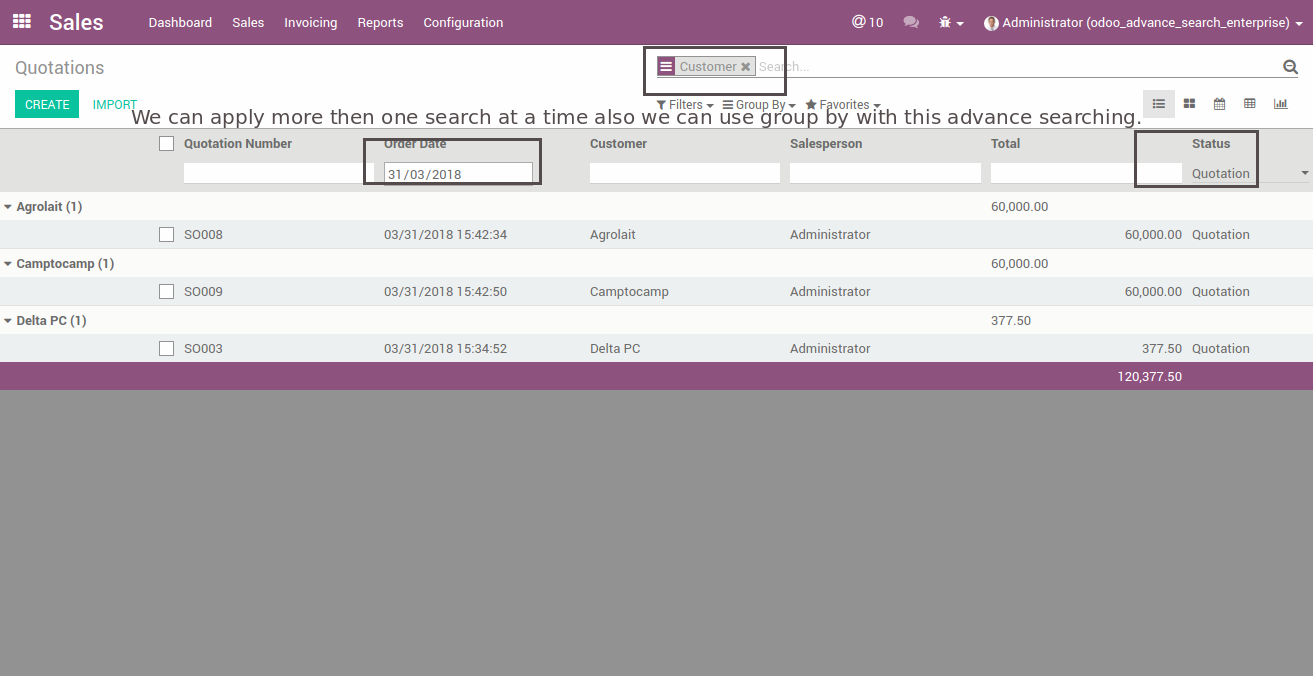 Sales Dashboard Sales Invoicing Reports Configuration @ 10 Administrator (odoo_advance_search_enterprise)
Quotations Customer ✖ Search...
CREATE IMPORT Filters Group By Favorites
We can apply more then one search at a time also we can use group by with this advance searching.
Quotation Number Order Date Customer Salesperson Total Status
31/03/2018 Quotation
Agrolait (1) 60,000.00
SO008 03/31/2018 15:42:34 Agrolait Administrator 60,000.00 Quotation
Camptocamp (1) 60,000.00
SO009 03/31/2018 15:42:50 Camptocamp Administrator 60,000.00 Quotation
Delta PC (1) 377.50
SO003 03/31/2018 15:34:52 Delta PC Administrator 377.50 Quotation
120,377.50